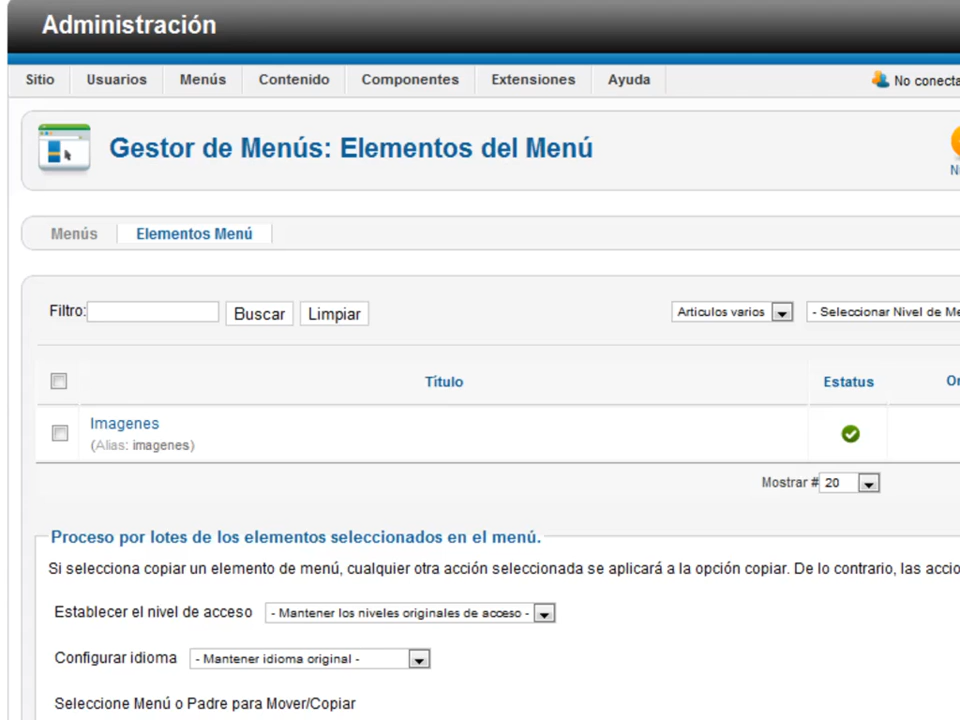 Administración
Sitio Usuarios Menús Contenido Componentes Extensiones Ayuda No conecta
Gestor de Menús: Elementos del Menú
Menús Elementos Menú
Filtro: Buscar Limpiar Articulos varios - Seleccionar Nivel de Me
Título Estatus Or
Imagenes
(Alias: imagenes)
Mostrar # 20
Proceso por lotes de los elementos seleccionados en el menú.
Si selecciona copiar un elemento de menú, cualquier otra acción seleccionada se aplicará a la opción copiar. De lo contrario, las accio
Establecer el nivel de acceso - Mantener los niveles originales de acceso -
Configurar idioma - Mantener idioma original -
Seleccione Menú o Padre para Mover/Copiar